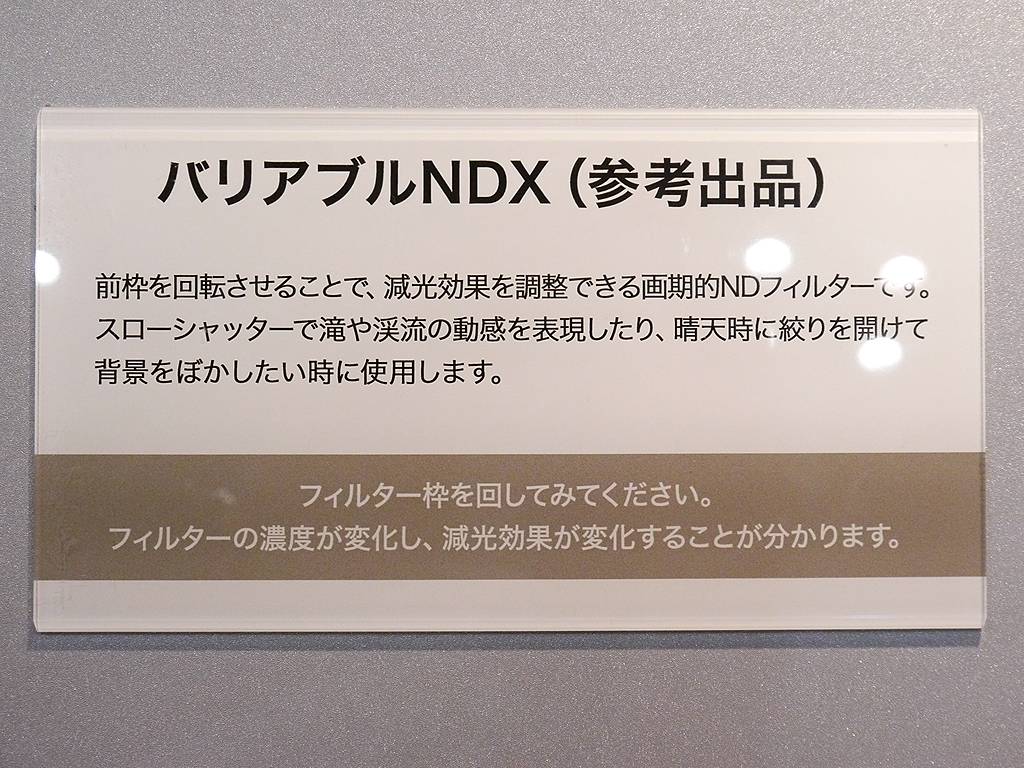 バリアブルNDX（参考出品）
前枠を回転させることで、減光効果を調整できる画期的NDフィルターです。
スローシャッターで滝や渓流の動感を表現したり、晴天時に絞りを開けて
背景をぼかしたい時に使用します。
フィルター枠を回してみてください。
フィルターの濃度が変化し、減光効果が変化することが分かります。